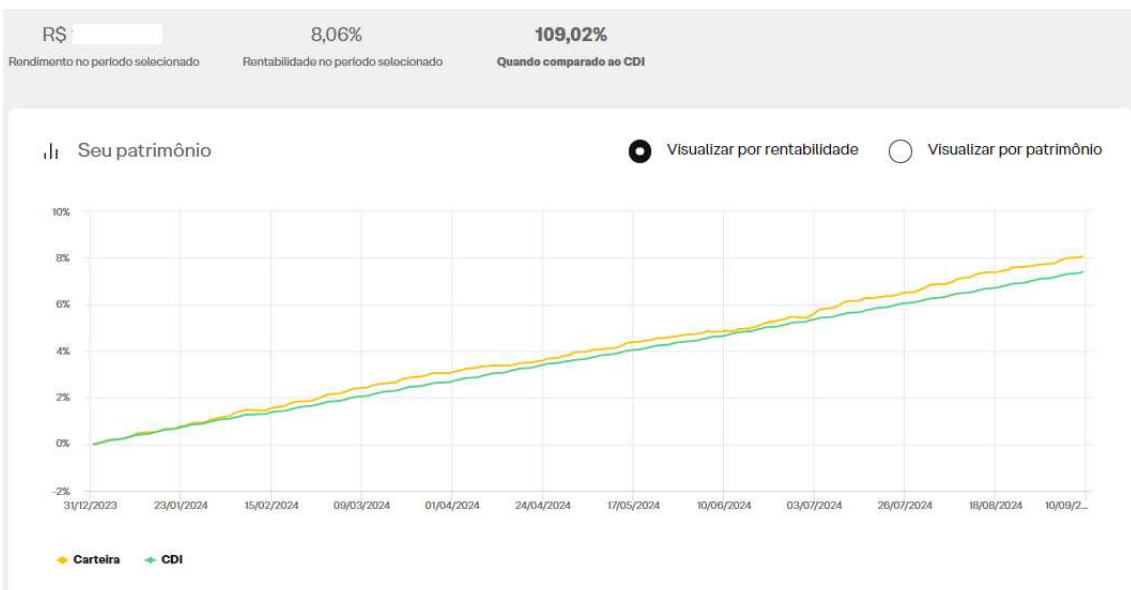 R$ 8,06% 109,02%
Rendimento no período selecionado Rentabilidade no período selecionado Quando comparado ao CDI
Seu patrimônio Visualizar por rentabilidade Visualizar por patrimônio
10%
8%
6%
4%
2%
0%
-2%
31/12/2023 23/01/2024 15/02/2024 09/03/2024 01/04/2024 24/04/2024 17/05/2024 10/06/2024 03/07/2024 26/07/2024 18/08/2024 10/09/2...
Carteira CDI